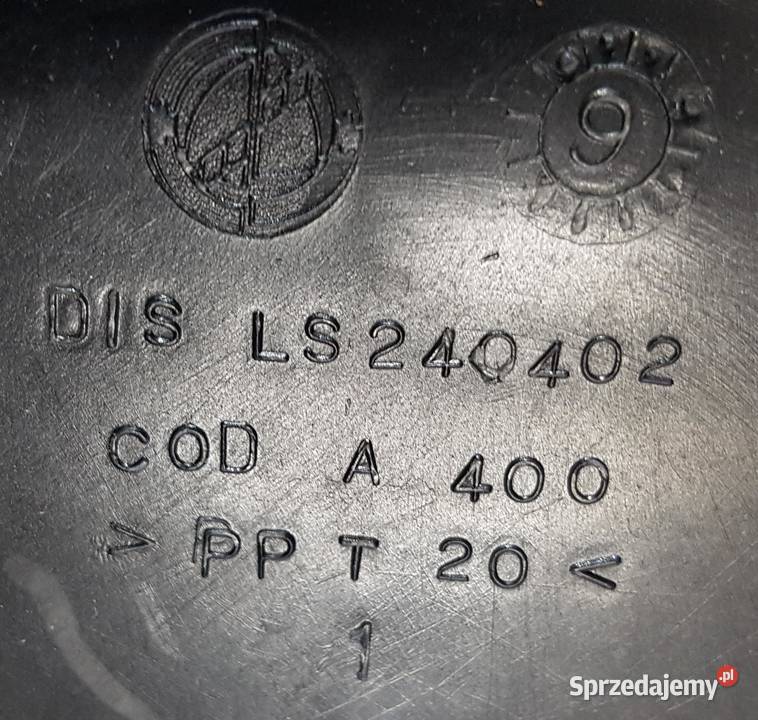 9
DIS LS240402
COD A 400
> PP T 20 <
1
Sprzedajemy.pl